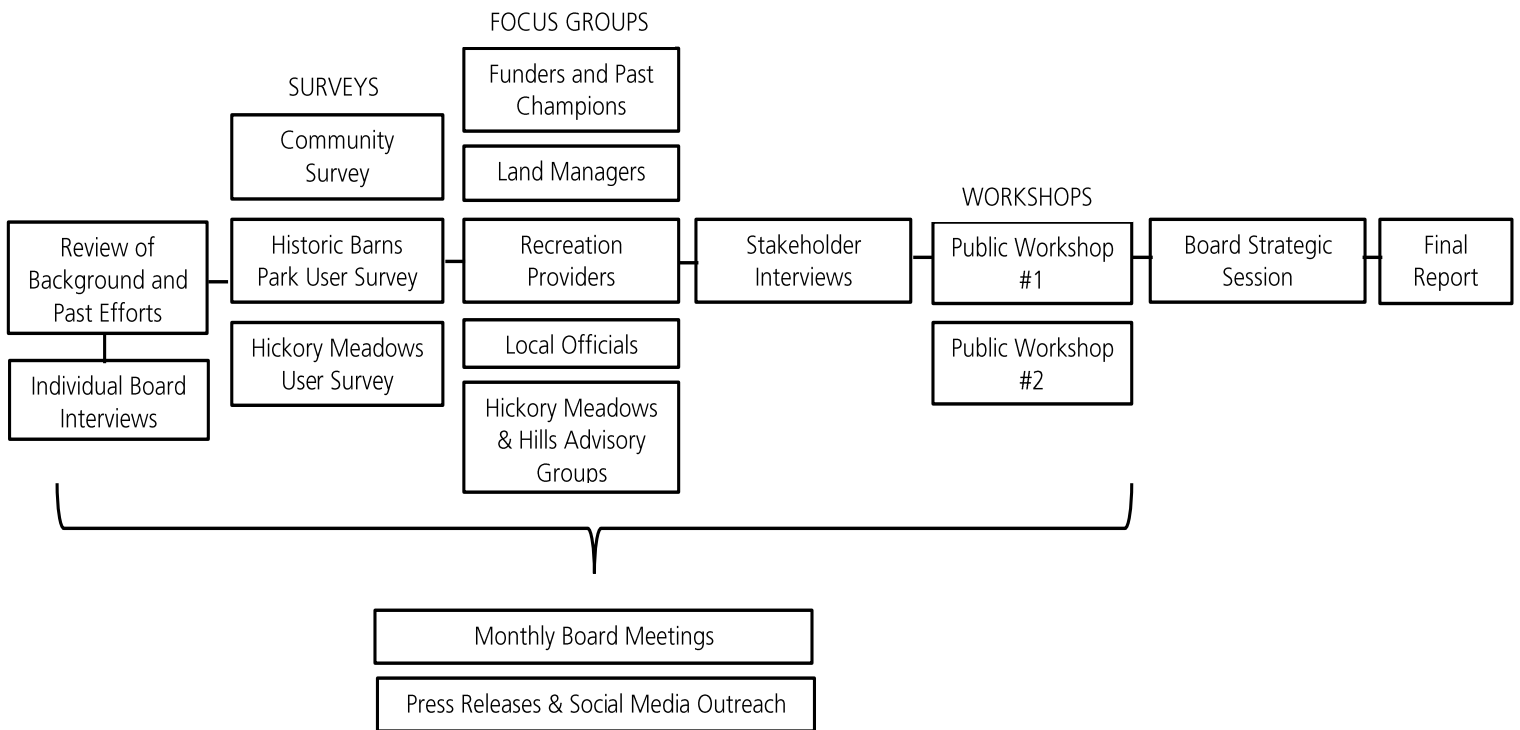 FOCUS GROUPS
Funders and Past
Champions
Land Managers
Recreation
Providers
Local Officials
Hickory Meadows
& Hills Advisory
Groups
SURVEYS
Community
Survey
Historic Barns
Park User Survey
Hickory Meadows
User Survey
Review of
Background and
Past Efforts
Individual Board
Interviews
Stakeholder
Interviews
WORKSHOPS
Public Workshop
#1
Public Workshop
#2
Board Strategic
Session
Final
Report
Monthly Board Meetings
Press Releases & Social Media Outreach